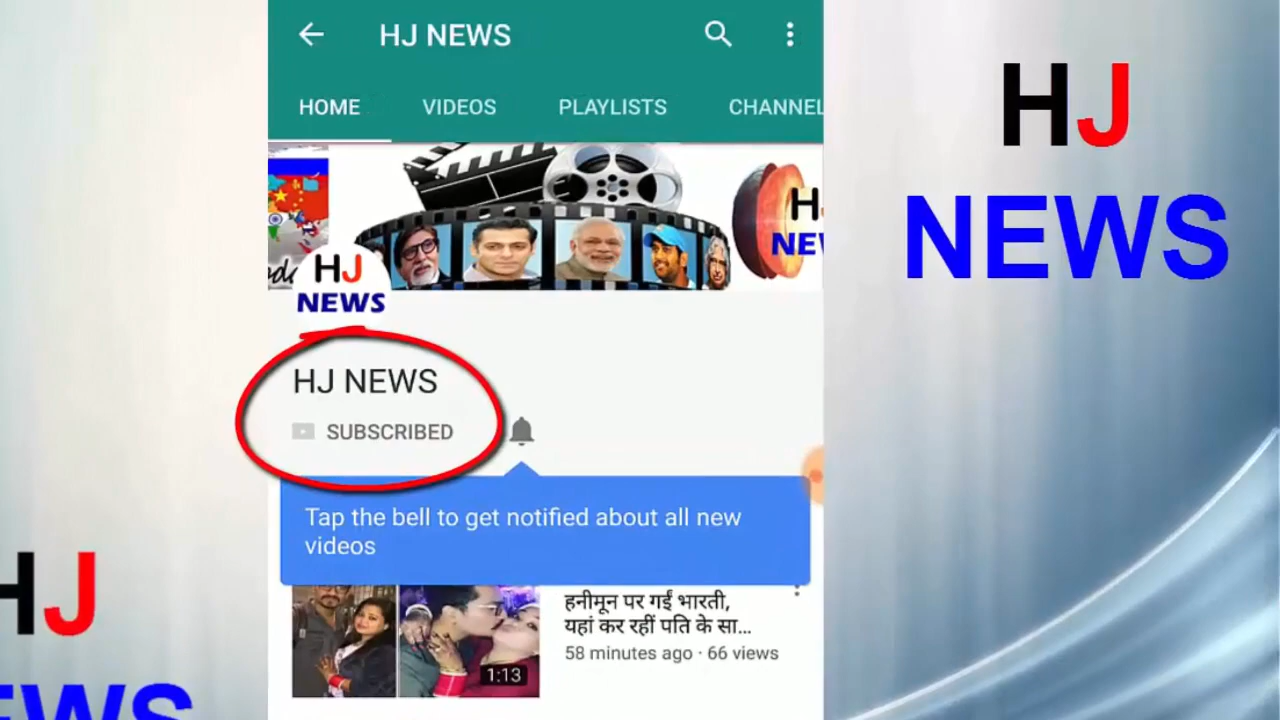 HJ NEWS
HOME VIDEOS PLAYLISTS CHANNEL
HJ
NEWS
HJ
NEWS
HJ NEWS
SUBSCRIBED
Tap the bell to get notified about all new
videos
हनीमून पर गईं भारती,
यहां कर रहीं पति के सा...
58 minutes ago · 66 views
1:13
HJ